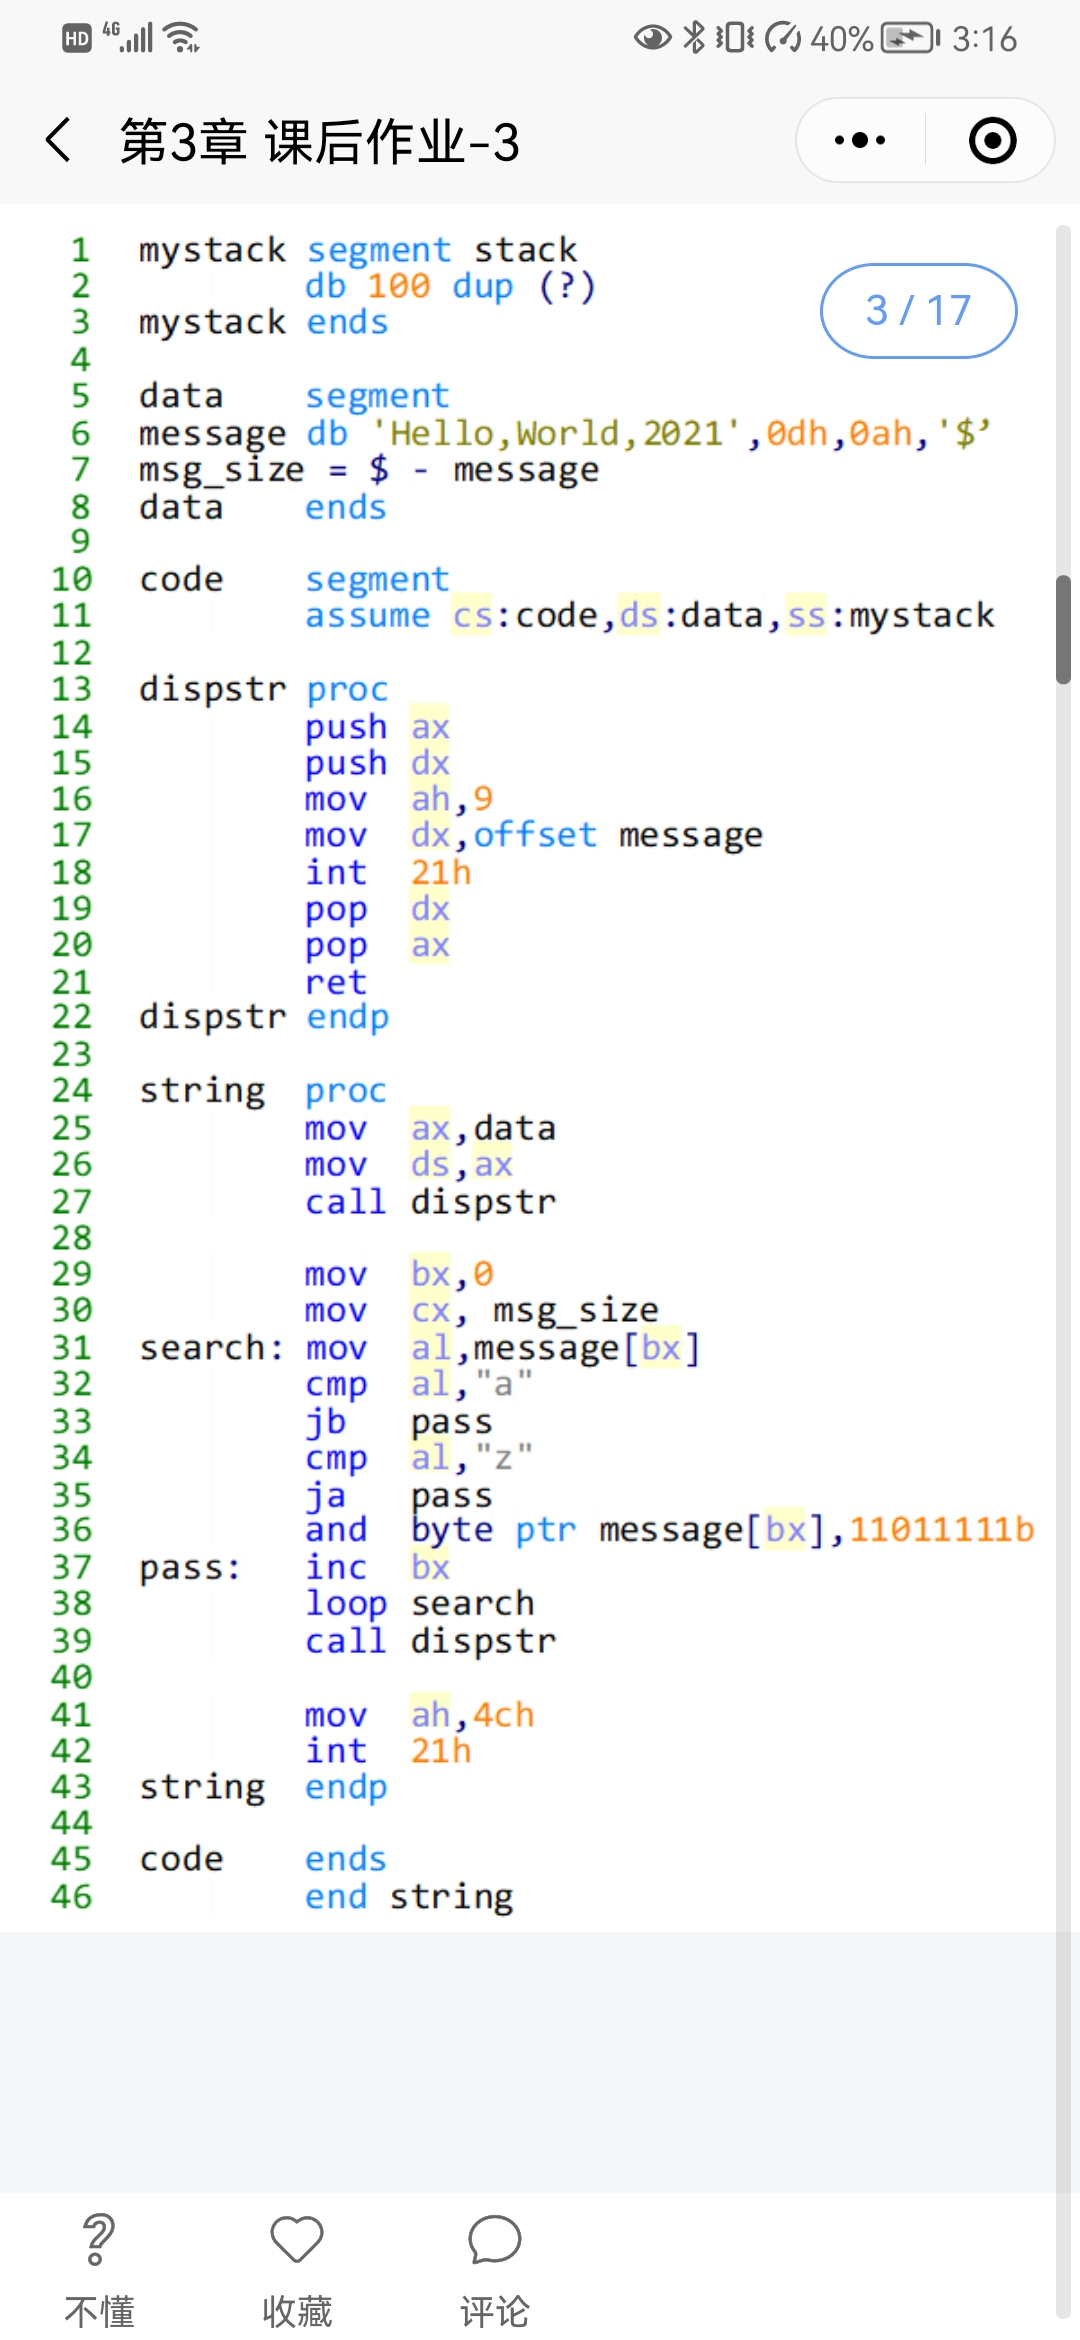 HD 4G 40% 3:16
第3章 课后作业-3
3 / 17
1 mystack segment stack
2 db 100 dup (?)
3 mystack ends
4
5 data segment
6 message db 'Hello,World,2021',0dh,0ah,'$’
7 msg_size = $ - message
8 data ends
9
10 code segment
11 assume cs:code,ds:data,ss:mystack
12
13 dispstr proc
14 push ax
15 push dx
16 mov ah,9
17 mov dx,offset message
18 int 21h
19 pop dx
20 pop ax
21 ret
22 dispstr endp
23
24 string proc
25 mov ax,data
26 mov ds,ax
27 call dispstr
28
29 mov bx,0
30 mov cx, msg_size
31 search: mov al,message[bx]
32 cmp al,"a"
33 jb pass
34 cmp al,"z"
35 ja pass
36 and byte ptr message[bx],11011111b
37 pass: inc bx
38 loop search
39 call dispstr
40
41 mov ah,4ch
42 int 21h
43 string endp
44
45 code ends
46 end string
不懂 收藏 评论